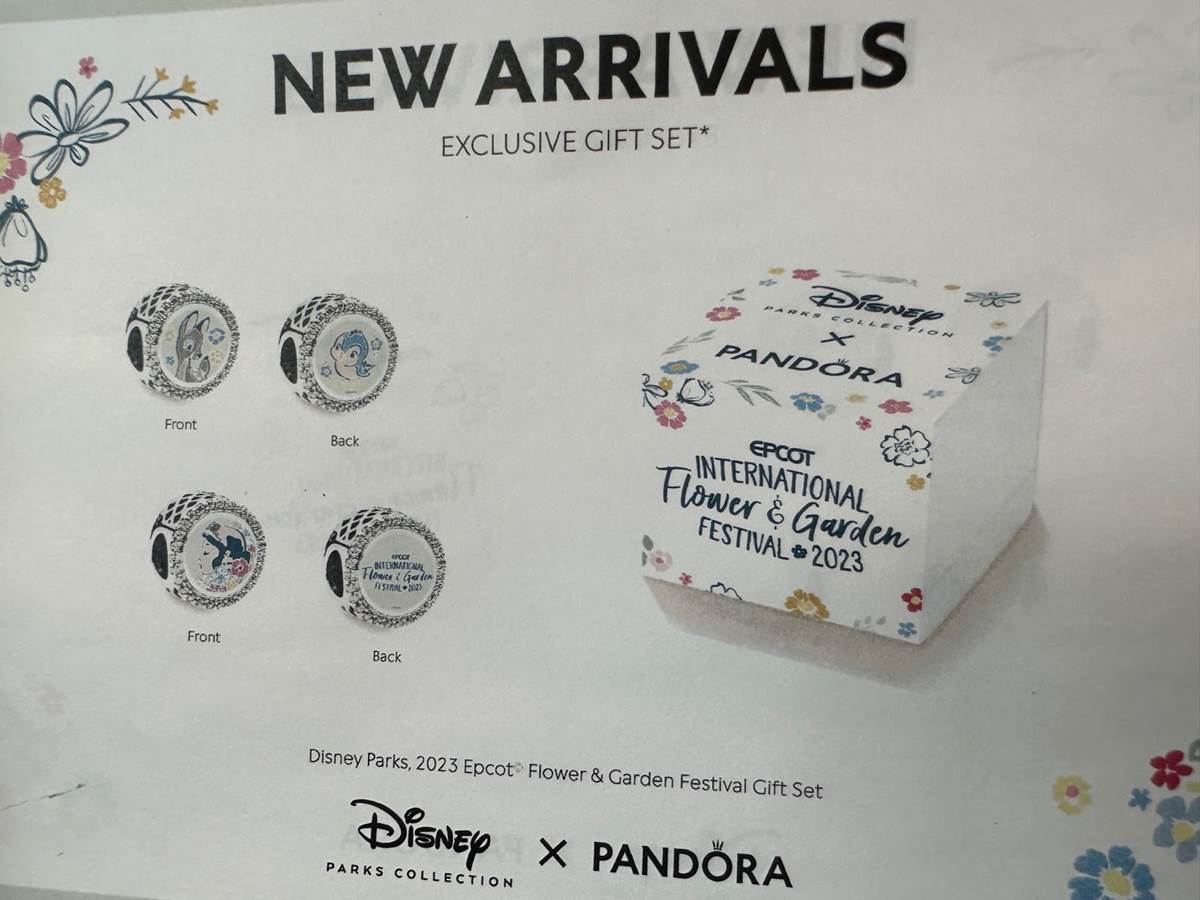 NEW ARRIVALS
EXCLUSIVE GIFT SET*
Front
Back
Front
EPCOT
INTERNATIONAL
Flower & Garden
FESTIVAL 2023
Back
Disney
PARKS COLLECTION
X
PANDORA
EPCOT
INTERNATIONAL
Flower & Garden
FESTIVAL 2023
Disney Parks, 2023 Epcot® Flower & Garden Festival Gift Set
Disney
PARKS COLLECTION
X PANDORA